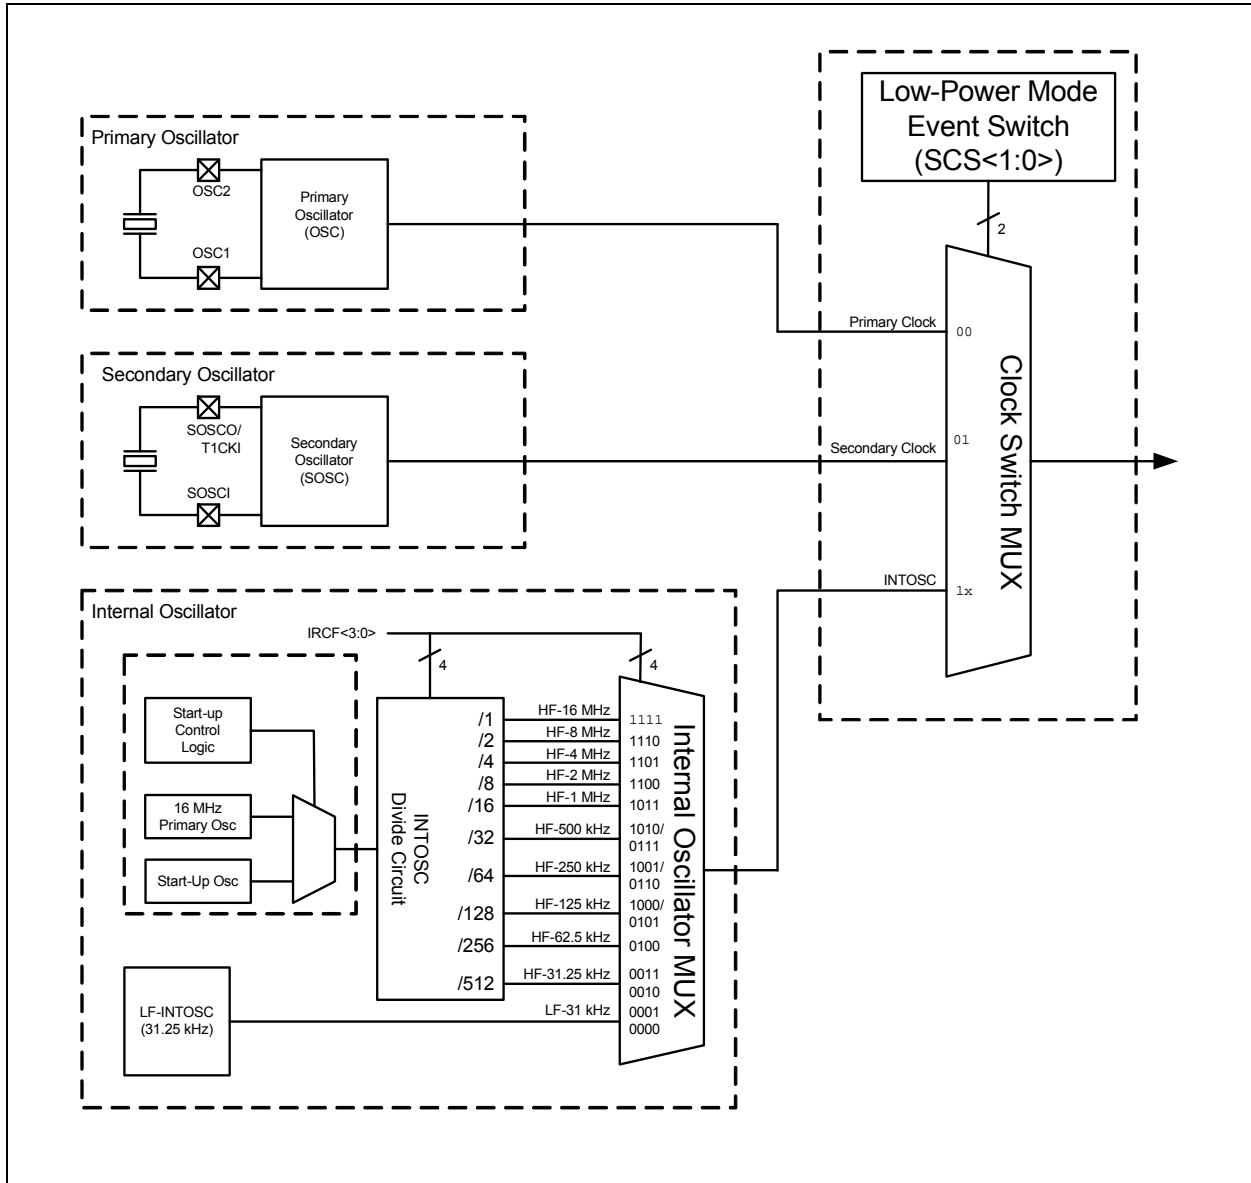 Low-Power Mode
Event Switch
(SCS<1:0>)
2
Primary Oscillator
OSC2
OSC1
Primary
Oscillator
(OSC)
Primary Clock
00
Secondary Oscillator
SOSCO/
T1CKI
SOSCI
Secondary
Oscillator
(SOSC)
Secondary Clock
01
Clock Switch MUX
INTOSC
1x
Internal Oscillator
IRCF<3:0>
4
4
Start-up
Control
Logic
16 MHz
Primary Osc
Start-Up Osc
INTOSC
Divide Circuit
/1
HF-16 MHz
1111
/2
HF-8 MHz
1110
/4
HF-4 MHz
1101
/8
HF-2 MHz
1100
/16
HF-1 MHz
1011
/32
HF-500 kHz
1010/
0111
/64
HF-250 kHz
1001/
0110
/128
HF-125 kHz
1000/
0101
/256
HF-62.5 kHz
0100
/512
HF-31.25 kHz
0011
0010
LF-31 kHz
0001
0000
Internal Oscillator MUX
LF-INTOSC
(31.25 kHz)